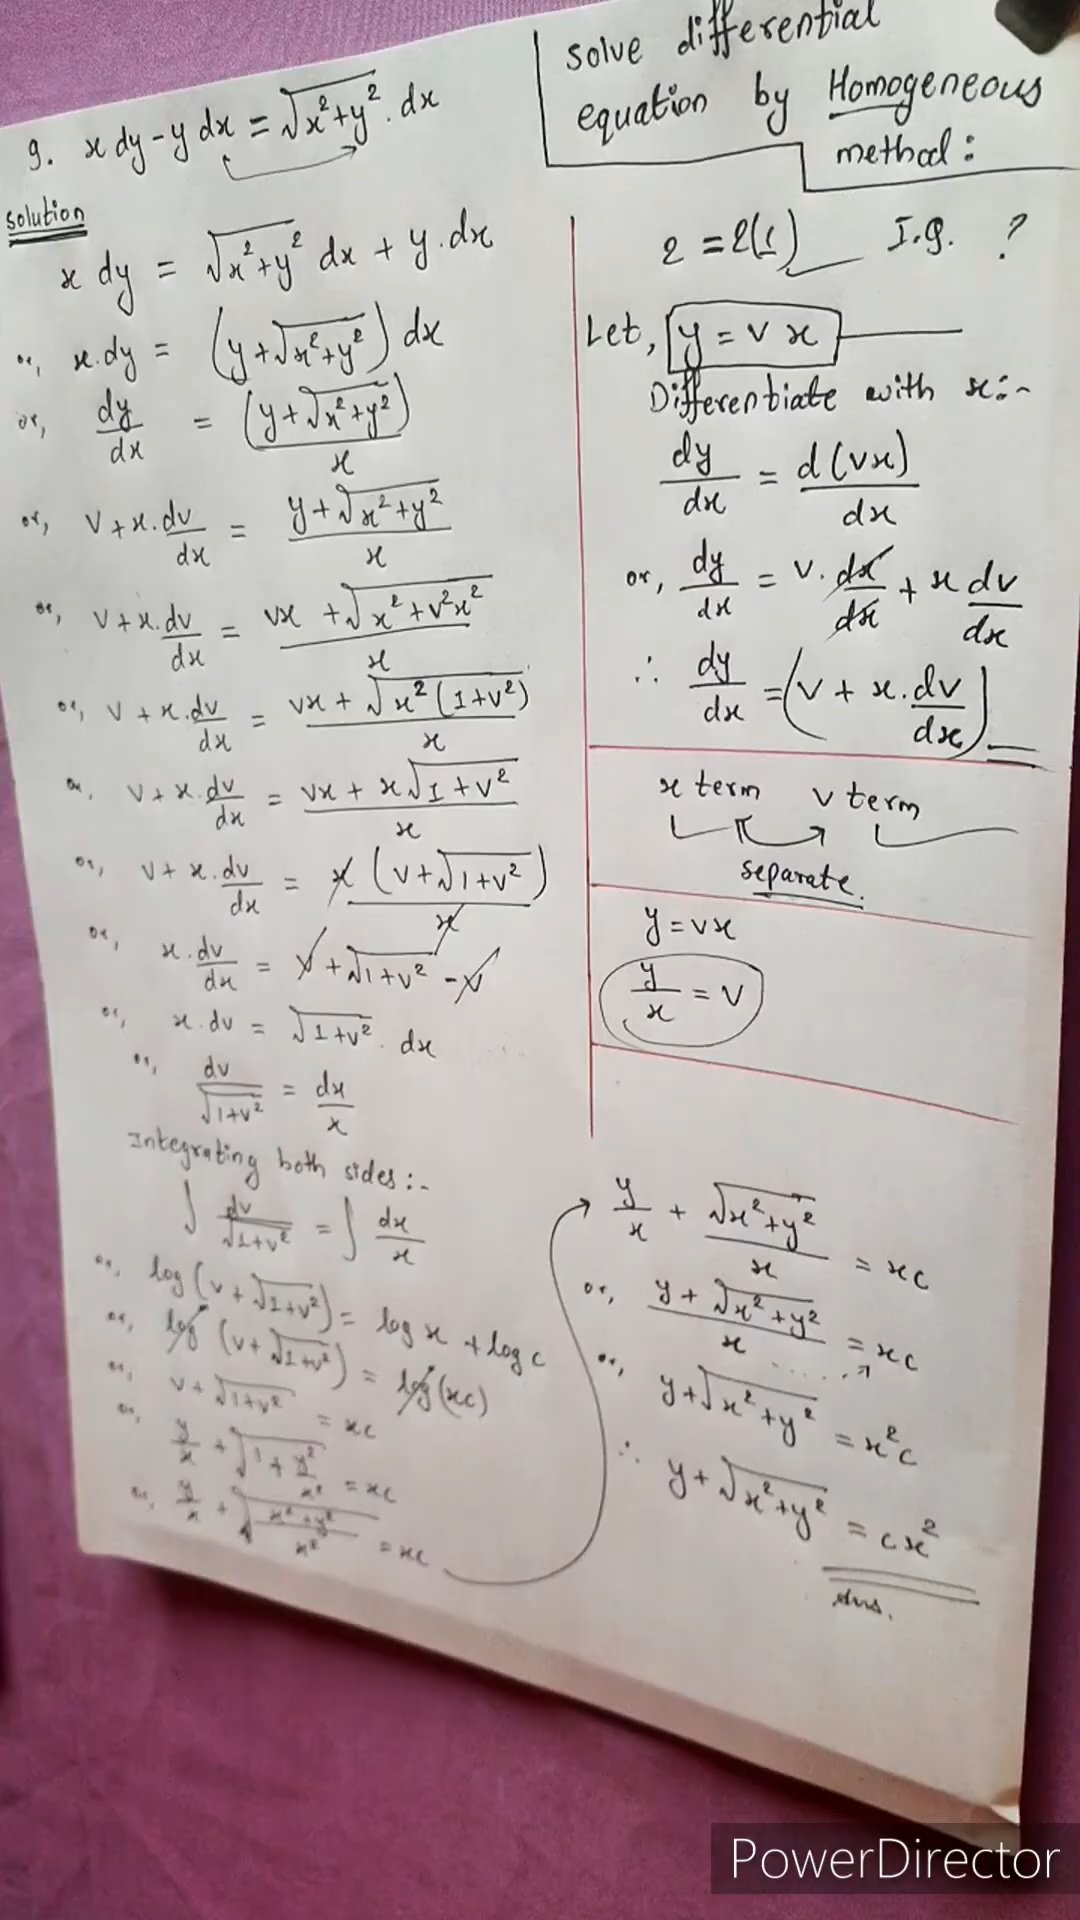 solve differential
equation by Homogeneous
method:
9. x dy - y dx = √(x²+y²) . dx
solution
x dy = √(x²+y²) dx + y.dx
or, x.dy = (y+√(x²+y²)) dx
or, dy/dx = (y+√(x²+y²))/x
or, v+x.dv/dx = (y+√(x²+y²))/x
or, v+x.dv/dx = (vx +√(x²+v²x²))/x
or, v+x.dv/dx = (vx+√(x²(1+v²)))/x
or, v+x.dv/dx = (vx+x√(1+v²))/x
or, v+x.dv/dx = x(v+√(1+v²))/x
or, x.dv/dx = v+√(1+v²) -v
or, x.dv = √(1+v²) . dx
or, dv/√(1+v²) = dx/x
Integrating both sides:-
∫ dv/√(1+v²) = ∫ dx/x
or, log(v+√(1+v²)) = log x + log c
or, log(v+√(1+v²)) = log(xc)
or, v+√(1+v²) = xc
or, y/x + √(1+y²/x²) = xc
or, y/x + √((x²+y²)/x²) = xc
2 = 2(1) I.g. ?
Let, y = v x
Differentiate with x:-
dy/dx = d(vx)/dx
or, dy/dx = v.dx/dx + x dv/dx
∴ dy/dx = (v + x.dv/dx)
x term v term
separate.
y = vx
y/x = v
y/x + √(x²+y²)/x = xc
or, (y+√(x²+y²))/x = xc
or, y+√(x²+y²) = x²c
∴ y+√(x²+y²) = cx²
Ans.
PowerDirector